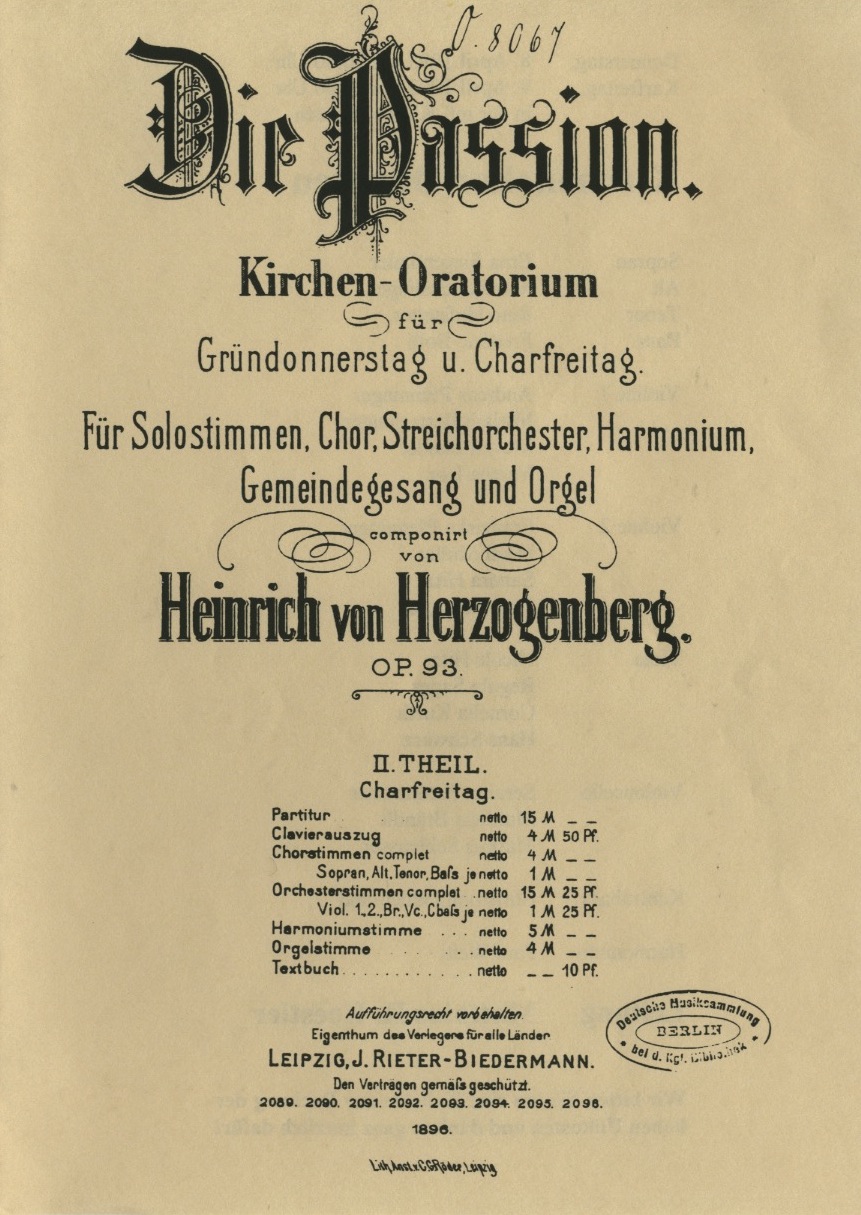 O. 8067
Die Passion.
Kirchen-Oratorium
für
Gründonnerstag u. Charfreitag.
Für Solostimmen, Chor, Streichorchester, Harmonium,
Gemeindegesang und Orgel
componirt
von
Heinrich von Herzogenberg.
OP. 93.
II. THEIL.
Charfreitag.
Partitur . . . netto 15 M _ _
Clavierauszug netto 4 M 50 Pf.
Chorstimmen complet netto 4 M _ _
Sopran, Alt, Tenor, Baſs je netto 1 M _ _
Orchesterstimmen complet . netto 15 M 25 Pf.
Viol. 1., 2., Br., Vc., Cbaſs je netto 1 M 25 Pf.
Harmoniumstimme . . . netto 5 M _ _
Orgelstimme . . . . . . netto 4 M _ _
Textbuch . . . . . . . . . . . netto _ _ 10 Pf.
Aufführungsrecht vorbehalten.
Eigenthum des Verlegers für alle Länder
LEIPZIG, J. RIETER-BIEDERMANN.
Den Verträgen gemäſs geschützt.
2089. 2090. 2091. 2092. 2093. 2094. 2095. 2096.
1896.
Lith. Anst. v. C. G. Röder, Leipzig
Deutsche Musiksammlung
BERLIN
bei d. Kgl. Bibliothek